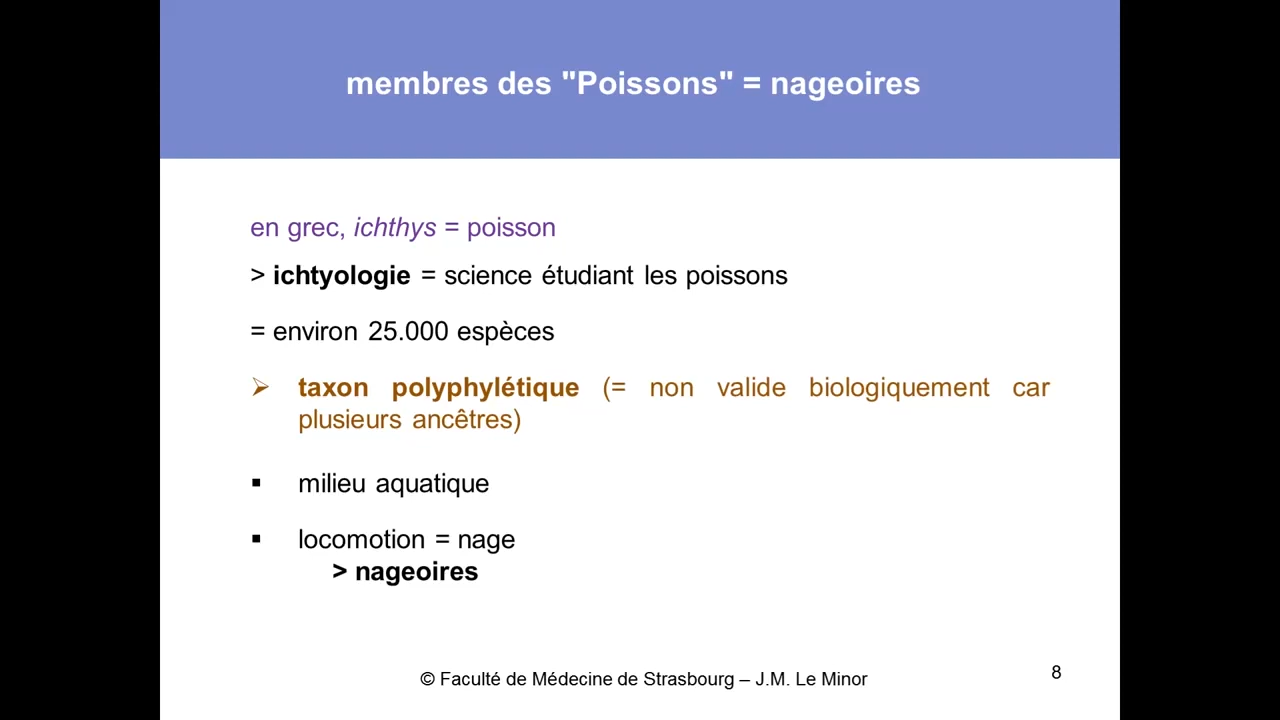 membres des "Poissons" = nageoires
en grec, ichthys = poisson
> ichtyologie = science étudiant les poissons
= environ 25.000 espèces
➢ taxon polyphylétique (= non valide biologiquement car
plusieurs ancêtres)
▪ milieu aquatique
▪ locomotion = nage
> nageoires
© Faculté de Médecine de Strasbourg – J.M. Le Minor
8